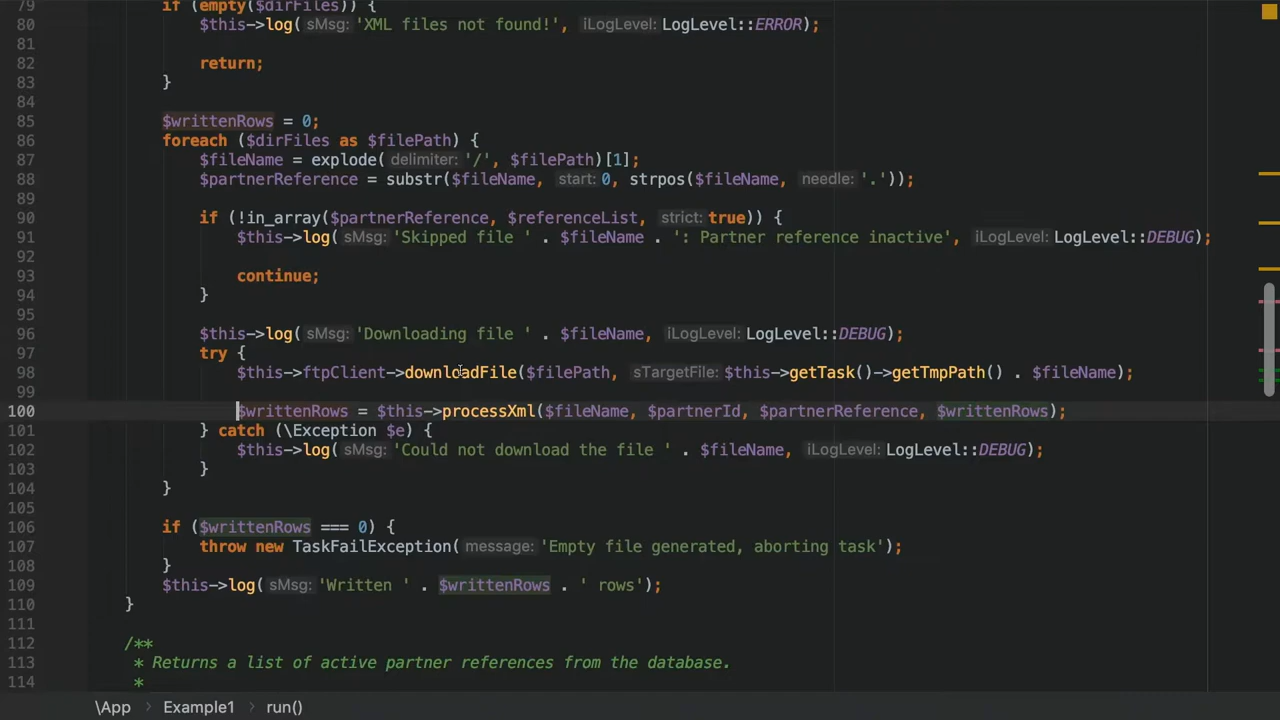 79 if (empty($dirFiles)) {
80 $this->log( sMsg: 'XML files not found!', iLogLevel: LogLevel::ERROR);
81
82 return;
83 }
84
85 $writtenRows = 0;
86 foreach ($dirFiles as $filePath) {
87 $fileName = explode( delimiter: '/', $filePath)[1];
88 $partnerReference = substr($fileName, start: 0, strpos($fileName, needle: '.'));
89
90 if (!in_array($partnerReference, $referenceList, strict: true)) {
91 $this->log( sMsg: 'Skipped file ' . $fileName . ': Partner reference inactive', iLogLevel: LogLevel::DEBUG);
92
93 continue;
94 }
95
96 $this->log( sMsg: 'Downloading file ' . $fileName, iLogLevel: LogLevel::DEBUG);
97 try {
98 $this->ftpClient->downloadFile($filePath, sTargetFile: $this->getTask()->getTmpPath() . $fileName);
99
100 $writtenRows = $this->processXml($fileName, $partnerId, $partnerReference, $writtenRows);
101 } catch (\Exception $e) {
102 $this->log( sMsg: 'Could not download the file ' . $fileName, iLogLevel: LogLevel::DEBUG);
103 }
104 }
105
106 if ($writtenRows === 0) {
107 throw new TaskFailException( message: 'Empty file generated, aborting task');
108 }
109 $this->log( sMsg: 'Written ' . $writtenRows . ' rows');
110 }
111
112 /**
113 * Returns a list of active partner references from the database.
114 *
\App > Example1 > run()